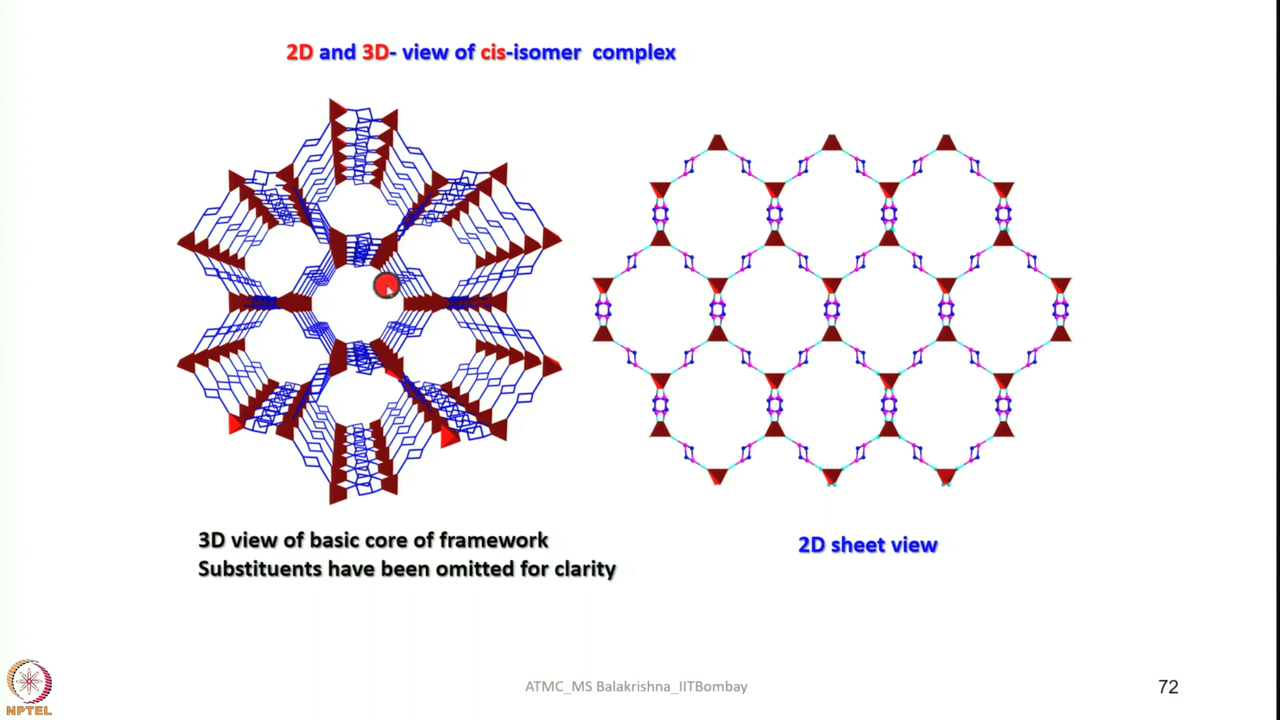 2D and 3D- view of cis-isomer complex
3D view of basic core of framework
Substituents have been omitted for clarity
2D sheet view
NPTEL
ATMC_MS Balakrishna_IITBombay
72